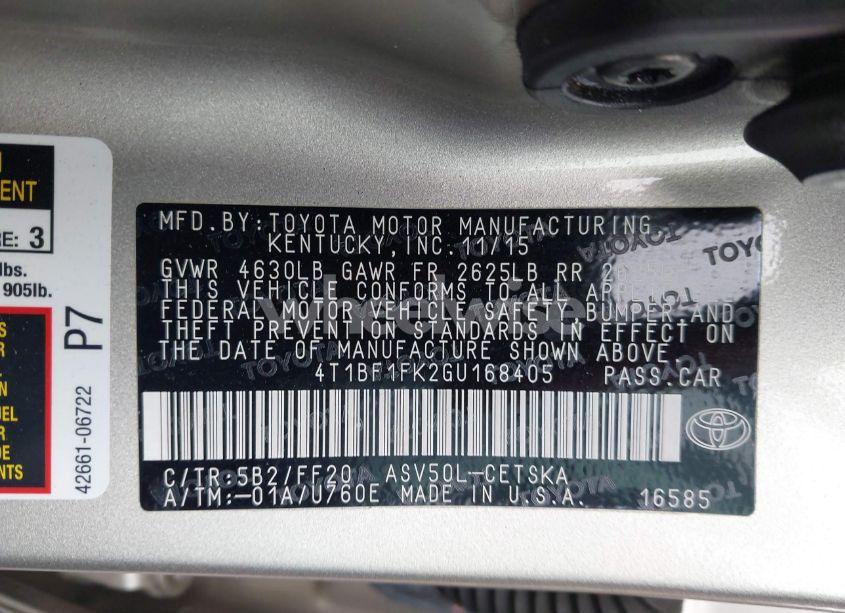 ENT
RE: 3
lbs.
905lb.
P7
42661-06722
MFD. BY: TOYOTA MOTOR MANUFACTURING
KENTUCKY, INC. 11/15
GVWR 4630LB GAWR FR 2625LB RR
THIS VEHICLE CONFORMS TO ALL
FEDERAL MOTOR VEHICLE SAFETY, BUMPER AND
THEFT PREVENTION STANDARDS IN EFFECT ON
THE DATE OF MANUFACTURE SHOWN ABOVE.
4T1BF1FK2GU168405 PASS.CAR
C/TR:5B2/FF20 ASV50L-CETSKA
A/TM:-01A/U760E MADE IN U.S.A. 16585
TOYOTA